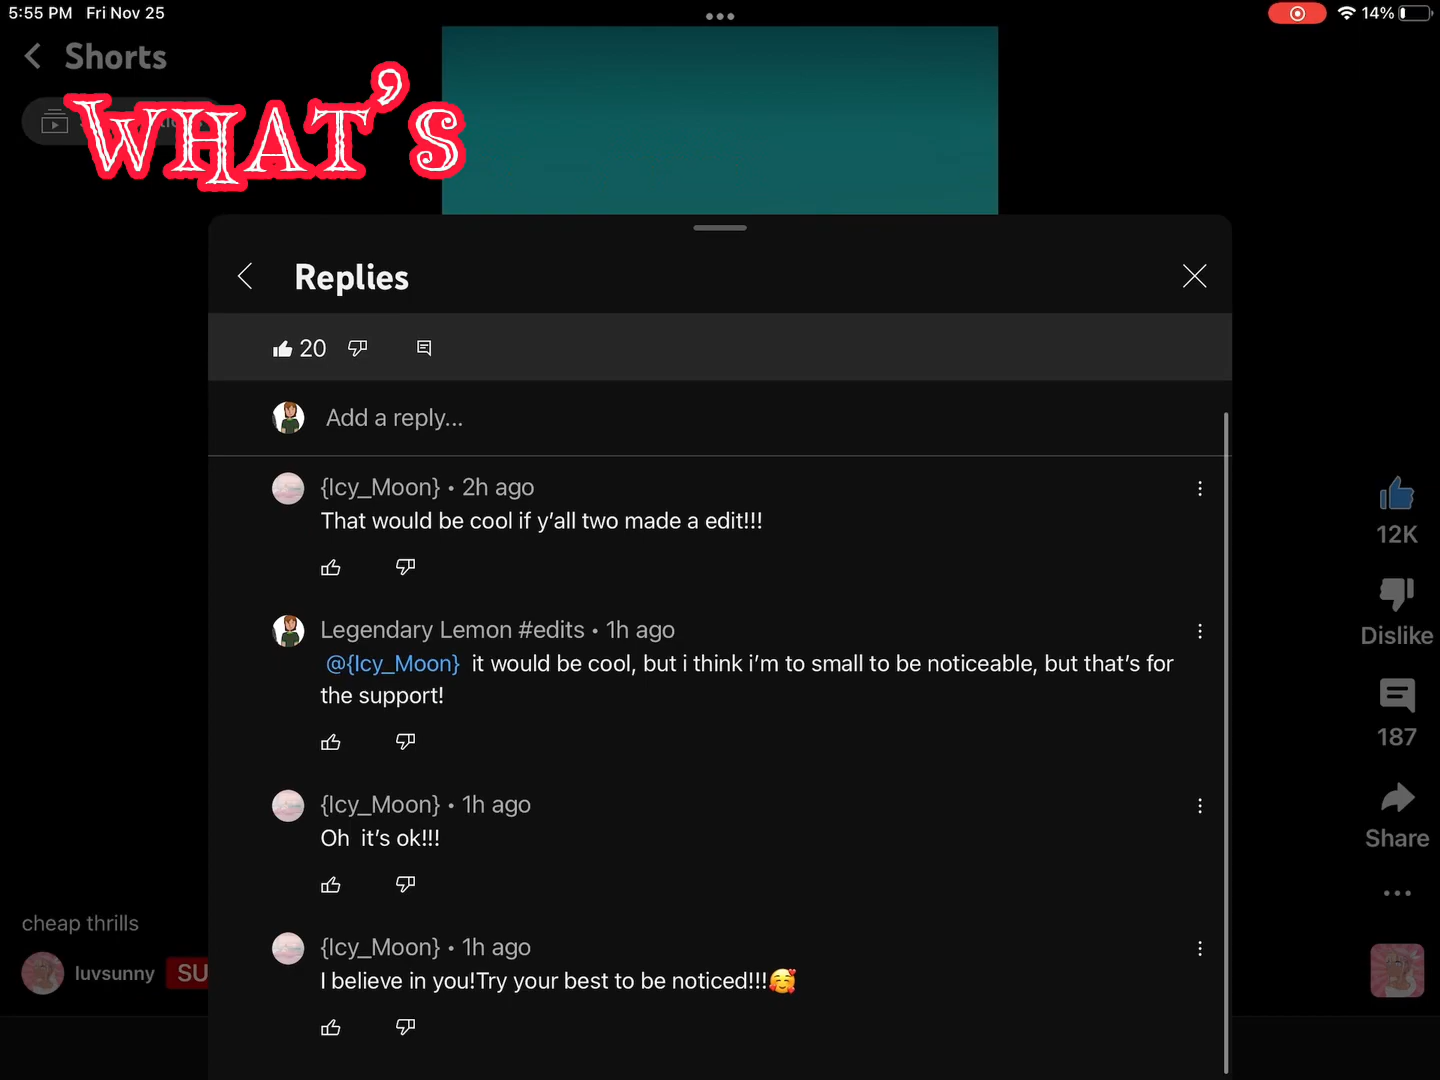 5:55 PM Fri Nov 25
14%
Shorts
WHAT'S
Replies
20
Add a reply...
{Icy_Moon} • 2h ago
That would be cool if y'all two made a edit!!!
Legendary Lemon #edits • 1h ago
@{Icy_Moon} it would be cool, but i think i'm to small to be noticeable, but that's for
the support!
{Icy_Moon} • 1h ago
Oh it's ok!!!
{Icy_Moon} • 1h ago
I believe in you!Try your best to be noticed!!!🥰
12K
Dislike
187
Share
cheap thrills
luvsunny SU